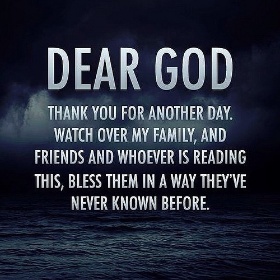 DEAR GOD
THANK YOU FOR ANOTHER DAY.
WATCH OVER MY FAMILY, AND
FRIENDS AND WHOEVER IS READING
THIS, BLESS THEM IN A WAY THEY'VE
NEVER KNOWN BEFORE.